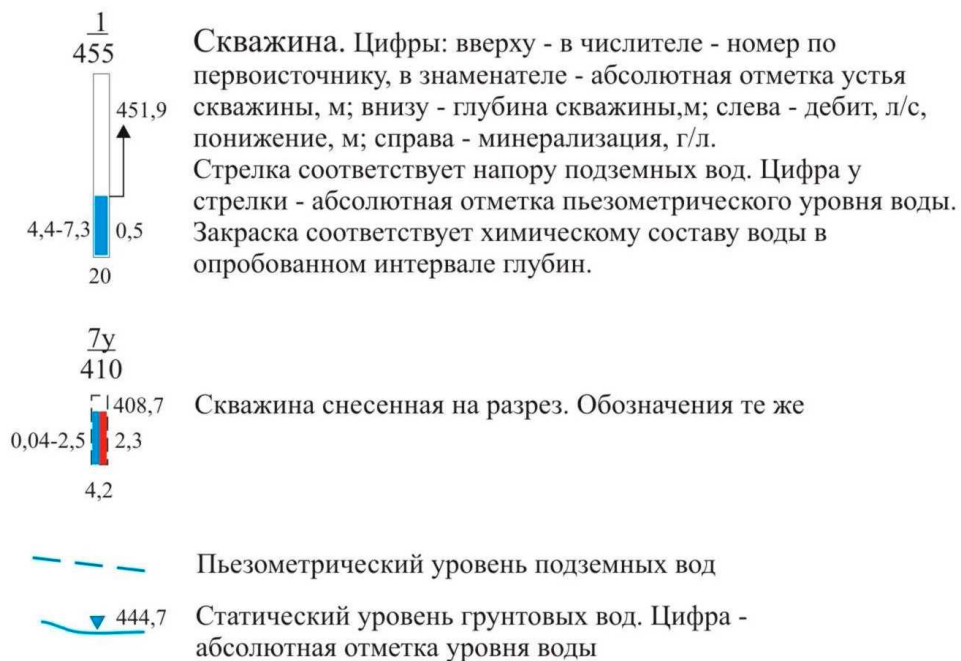 1
455
451,9
4,4-7,3
0,5
20
Скважина. Цифры: вверху - в числителе - номер по
первоисточнику, в знаменателе - абсолютная отметка устья
скважины, м; внизу - глубина скважины,м; слева - дебит, л/с,
понижение, м; справа - минерализация, г/л.
Стрелка соответствует напору подземных вод. Цифра у
стрелки - абсолютная отметка пьезометрического уровня воды.
Закраска соответствует химическому составу воды в
опробованном интервале глубин.
7у
410
408,7
0,04-2,5
2,3
4,2
Скважина снесенная на разрез. Обозначения те же
Пьезометрический уровень подземных вод
444,7
Статический уровень грунтовых вод. Цифра -
абсолютная отметка уровня воды